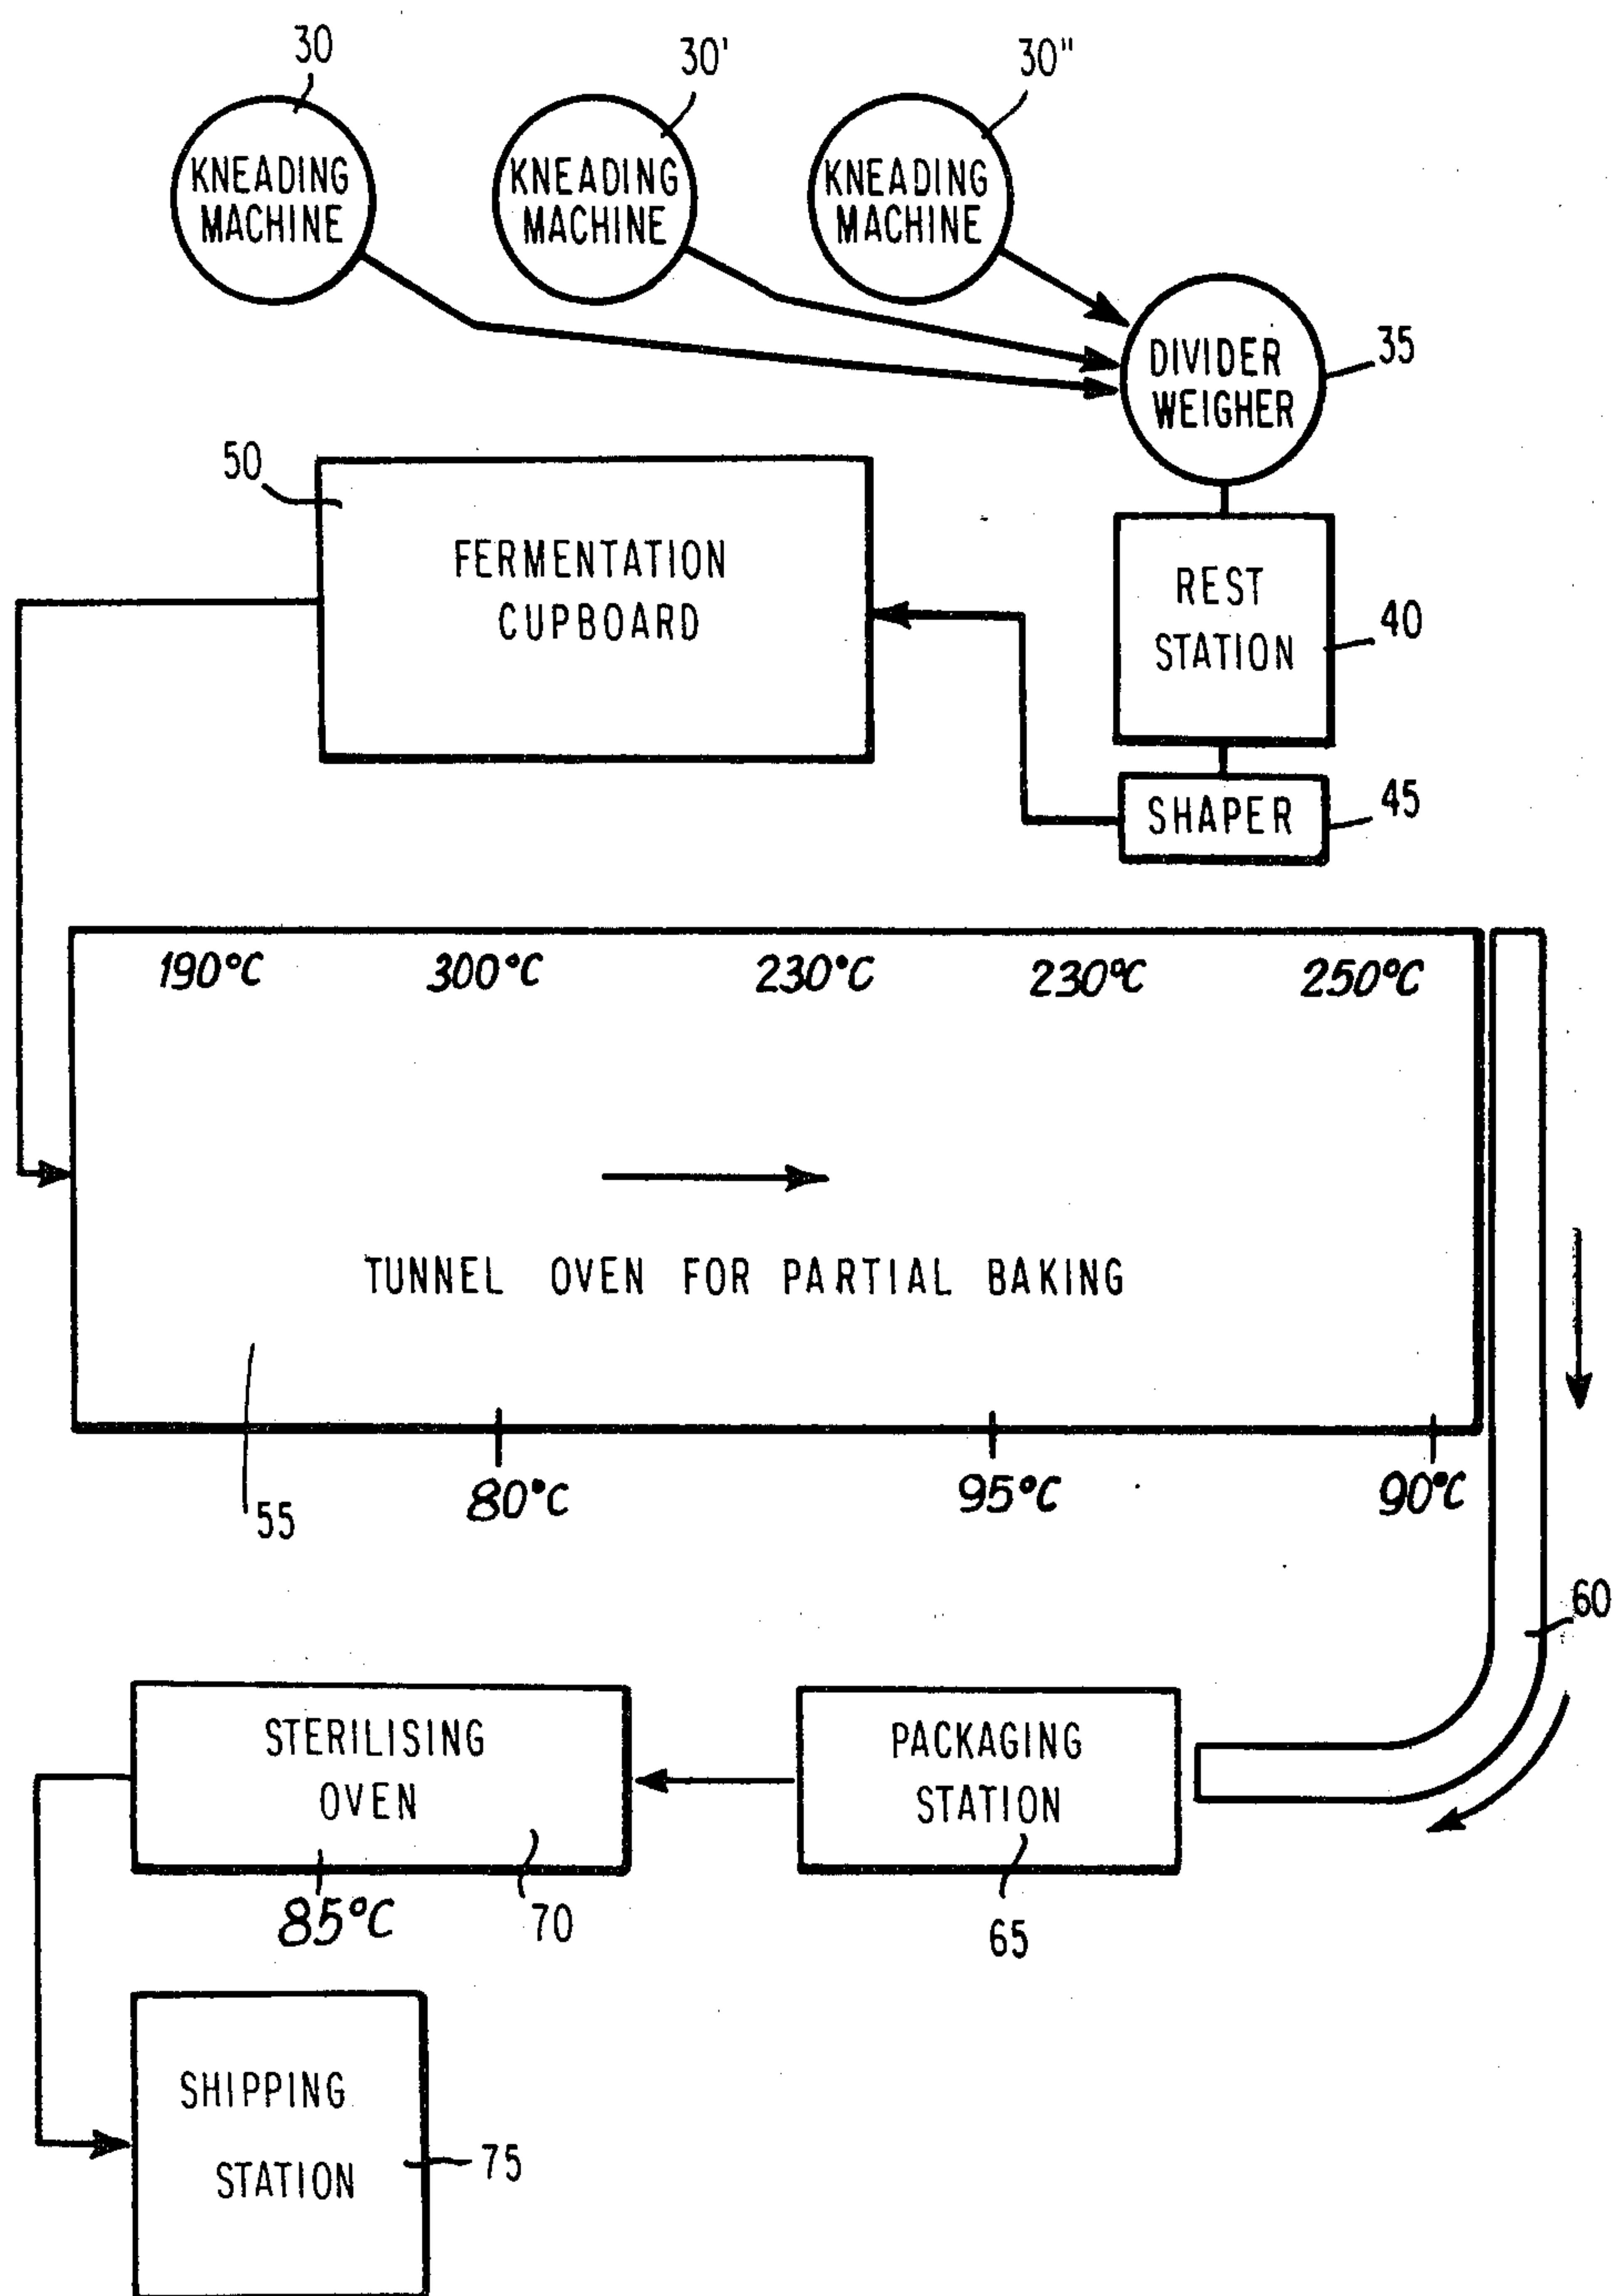 30
30'
30"
KNEADING
MACHINE
KNEADING
MACHINE
KNEADING
MACHINE
DIVIDER
WEIGHER
35
50
FERMENTATION
CUPBOARD
REST
STATION
40
SHAPER
45
190°C 300°C 230°C 230°C 250°C
TUNNEL OVEN FOR PARTIAL BAKING
55
80°C 95°C 90°C
60
STERILISING
OVEN
70
85°C
PACKAGING
STATION
65
SHIPPING
STATION
75